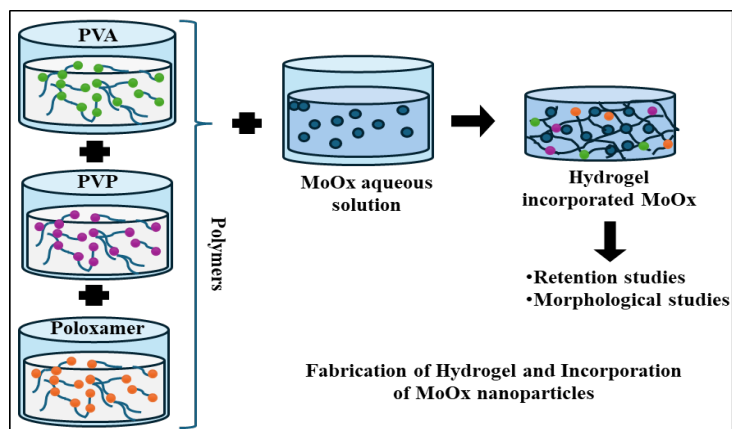 PVA
PVP
Poloxamer
Polymers
MoOx aqueous
solution
Hydrogel
incorporated MoOx
•Retention studies
•Morphological studies
Fabrication of Hydrogel and Incorporation
of MoOx nanoparticles